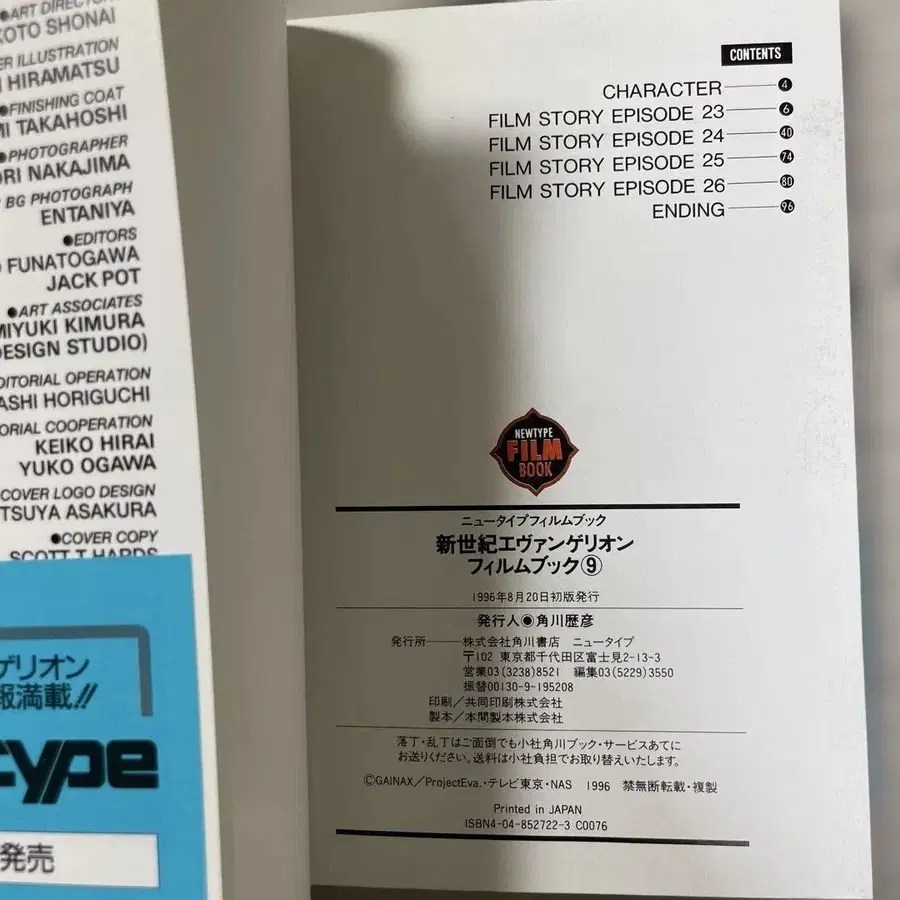 ART DIRECTOR
KOTO SHONAI
ER ILLUSTRATION
HIRAMATSU
●FINISHING COAT
MI TAKAHOSHI
●PHOTOGRAPHER
ORI NAKAJIMA
BG PHOTOGRAPH
ENTANIYA
●EDITORS
FUNATOGAWA
JACK POT
●ART ASSOCIATES
MIYUKI KIMURA
DESIGN STUDIO)
DITORIAL OPERATION
ASHI HORIGUCHI
ORIAL COOPERATION
KEIKO HIRAI
YUKO OGAWA
COVER LOGO DESIGN
TSUYA ASAKURA
●COVER COPY
SCOTT T HARDS
ゲリオン
報満載!!
type
発売
CONTENTS
CHARACTER 4
FILM STORY EPISODE 23 6
FILM STORY EPISODE 24 40
FILM STORY EPISODE 25 74
FILM STORY EPISODE 26 80
ENDING 96
NEWTYPE
FILM
BOOK
ニュータイプフィルムブック
新世紀エヴァンゲリオン
フィルムブック⑨
1996年8月20日初版発行
発行人◉角川歴彦
発行所──株式会社角川書店 ニュータイプ
〒102 東京都千代田区富士見2-13-3
営業03(3238)8521 編集03(5229)3550
振替00130-9-195208
印刷/共同印刷株式会社
製本/本間製本株式会社
落丁・乱丁はご面倒でも小社角川ブック・サービスあてに
お送りください。送料は小社負担でお取り替えいたします。
©GAINAX/ProjectEva.・テレビ東京・NAS 1996 禁無断転載・複製
Printed in JAPAN
ISBN4-04-852722-3 C0076